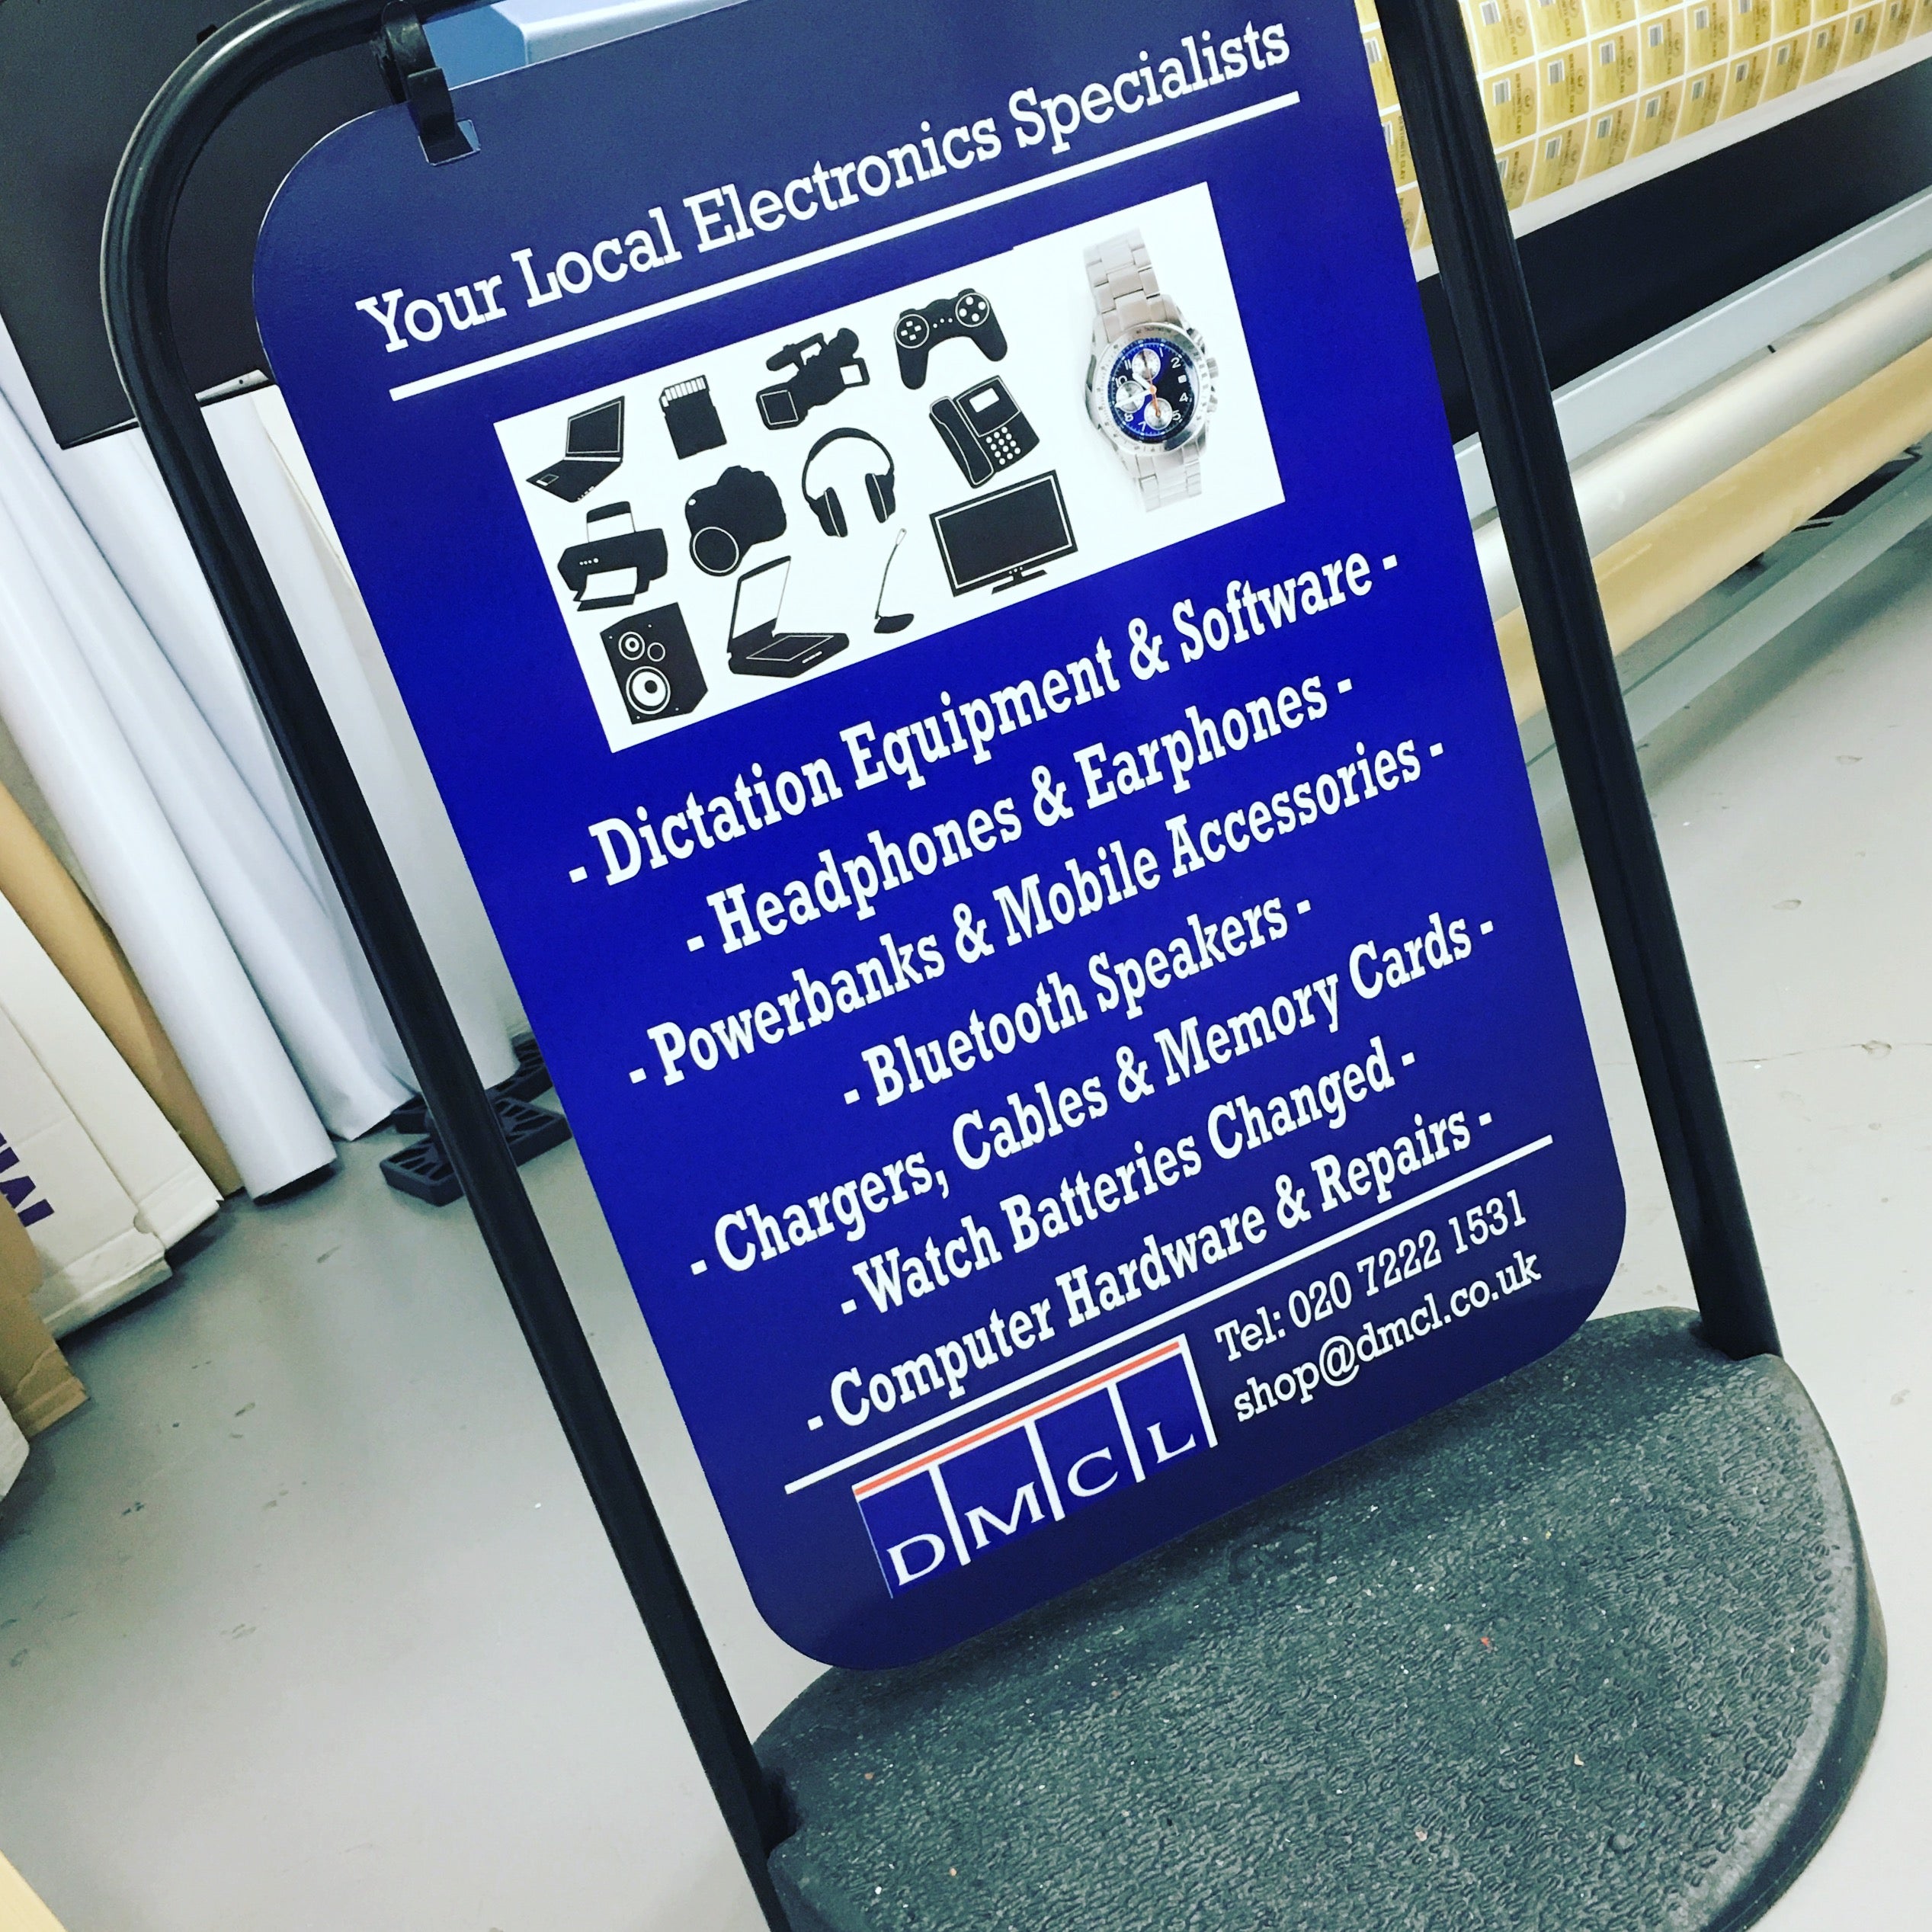 Your Local Electronics Specialists
- Dictation Equipment & Software -
- Headphones & Earphones -
- Powerbanks & Mobile Accessories -
- Bluetooth Speakers -
- Chargers, Cables & Memory Cards -
- Watch Batteries Changed -
- Computer Hardware & Repairs -
Tel: 020 7222 1531
shop@dmcl.co.uk
DMCL